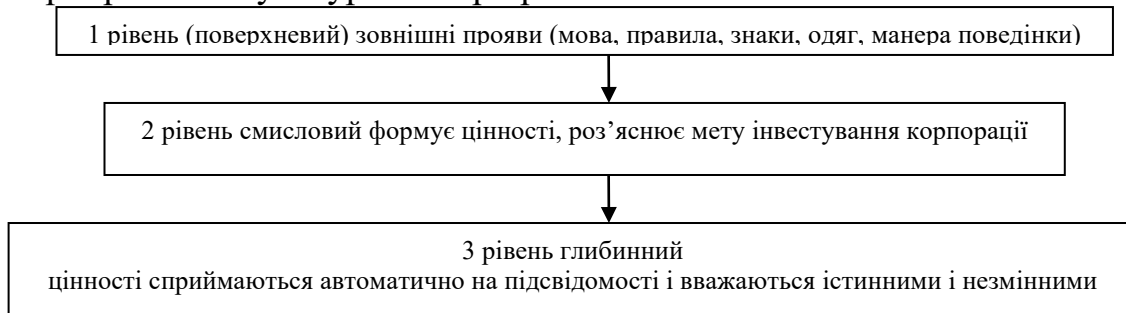 1 рівень (поверхневий) зовнішні прояви (мова, правила, знаки, одяг, манера поведінки)
2 рівень смисловий формує цінності, роз’яснює мету інвестування корпорації
3 рівень глибинний
цінності сприймаються автоматично на підсвідомості і вважаються істинними і незмінними